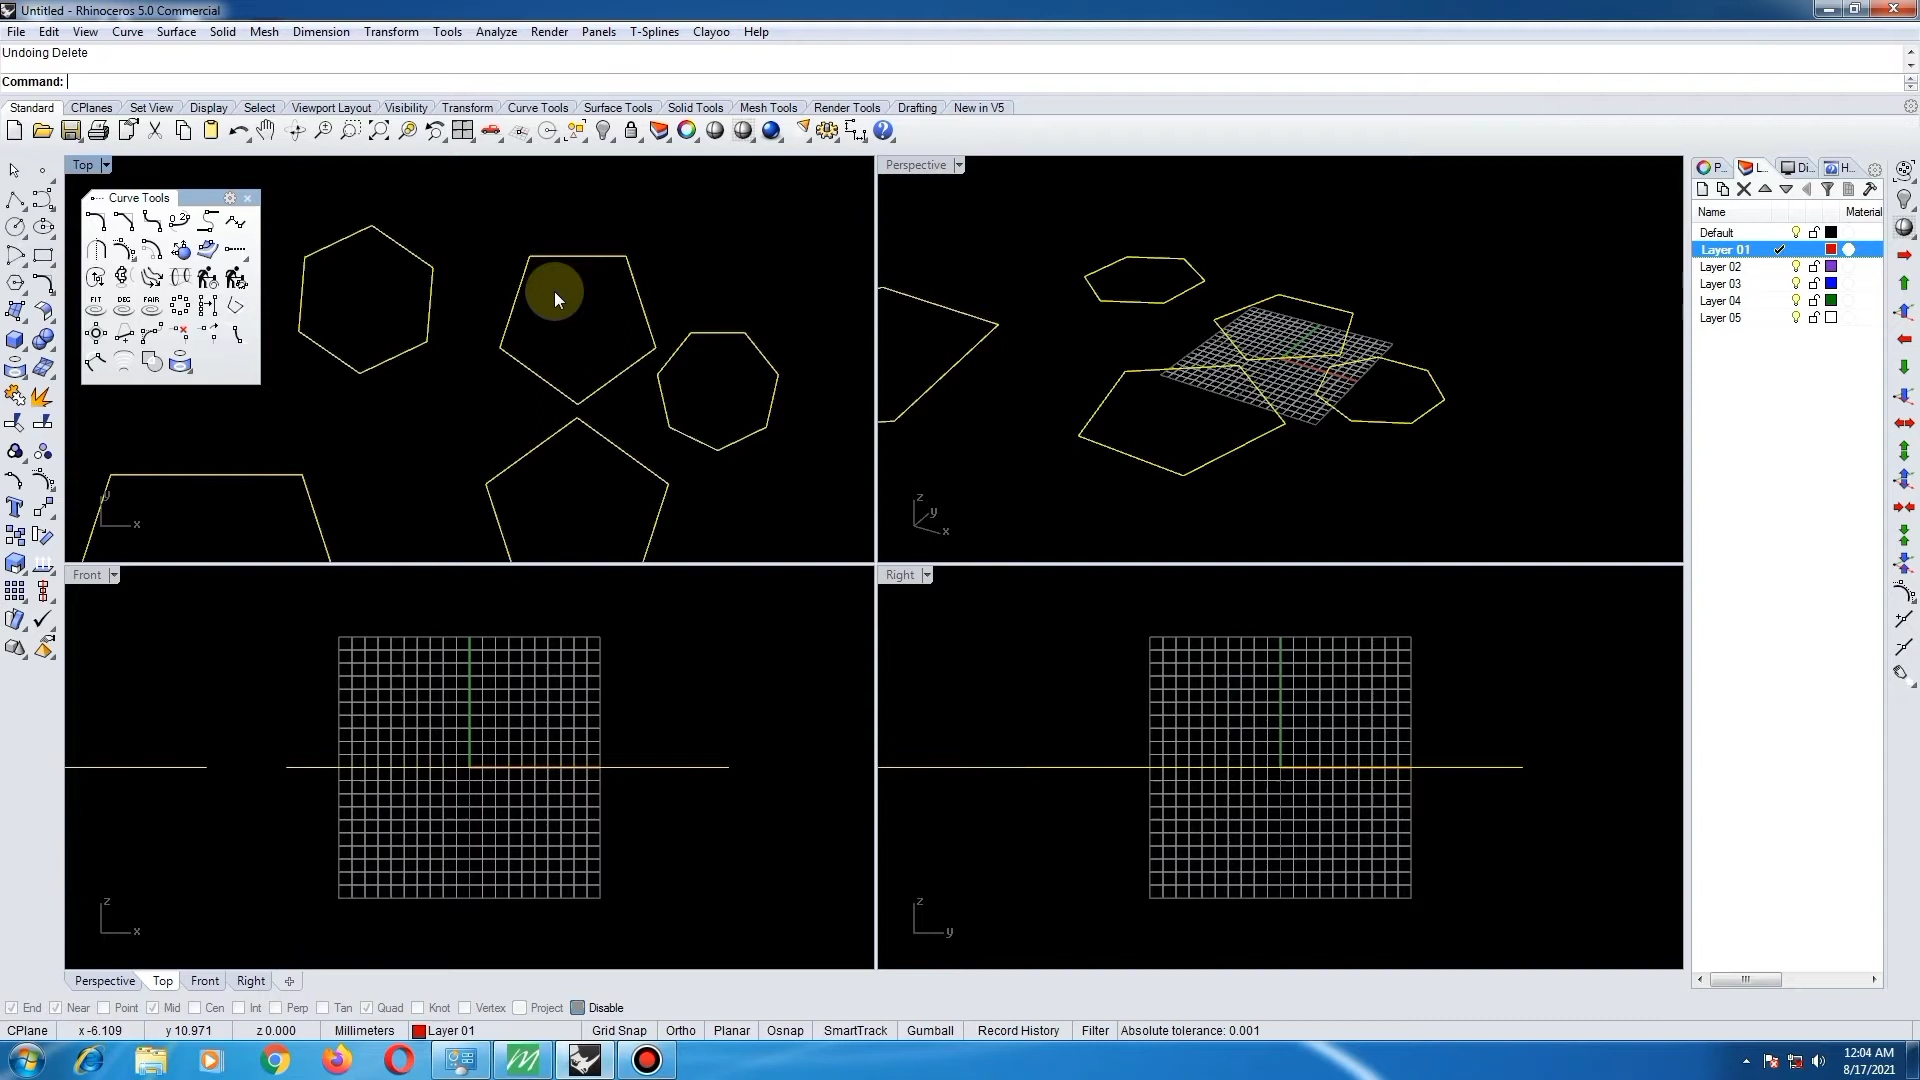 Untitled - Rhinoceros 5.0 Commercial
File Edit View Curve Surface Solid Mesh Dimension Transform Tools Analyze Render Panels T-Splines Clayoo Help
Undoing Delete
Command:
Standard CPlanes Set View Display Select Viewport Layout Visibility Transform Curve Tools Surface Tools Solid Tools Mesh Tools Render Tools Drafting New in V5
Top
Perspective
P... L... Di... H...
Curve Tools
Name Material
Default
Layer 01
Layer 02
Layer 03
Layer 04
Layer 05
FIT DEG FAIR
y
x
z
y
x
Front
Right
z
x
z
y
Perspective Top Front Right
End Near Point Mid Cen Int Perp Tan Quad Knot Vertex Project Disable
CPlane x -6.109 y 10.971 z 0.000 Millimeters Layer 01 Grid Snap Ortho Planar Osnap SmartTrack Gumball Record History Filter Absolute tolerance: 0.001
12:04 AM
8/17/2021